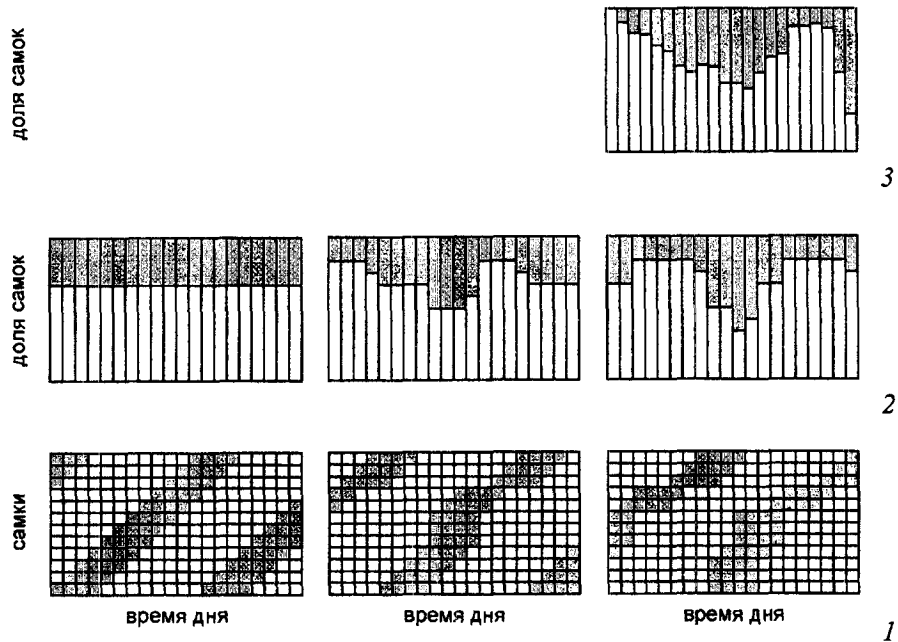 доля самок
3
доля самок
2
самки
время дня
время дня
время дня
1